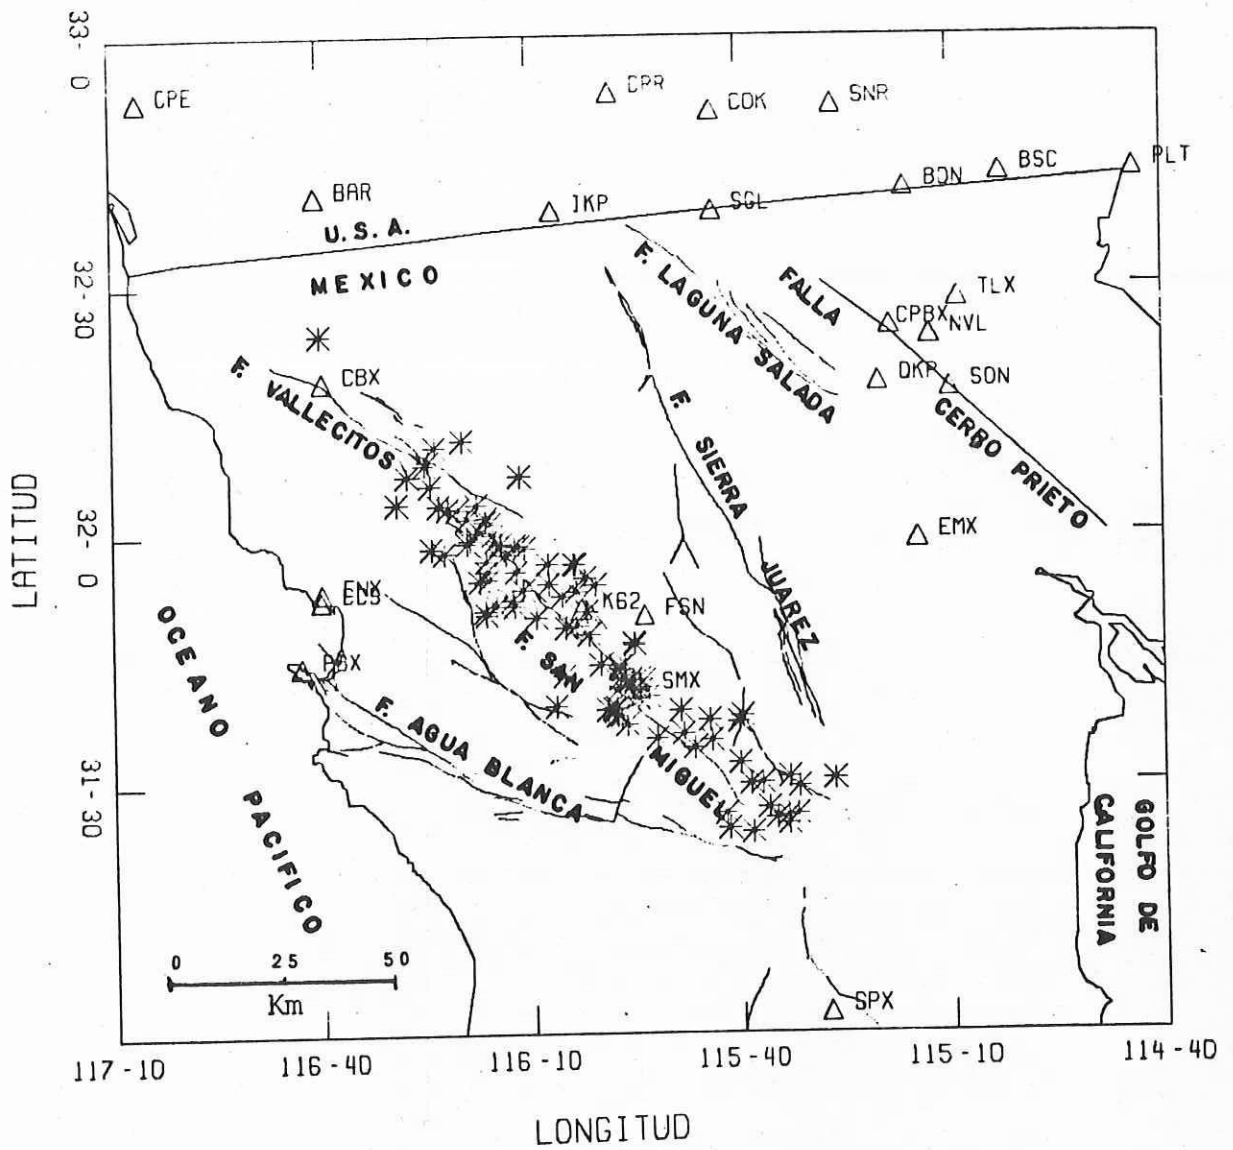 33-0
CPE
CPR
COK
SNR
BAR
IKP
SGL
BON
BSC
PLT
U.S.A.
MEXICO
32-30
F. LAGUNA SALADA
FALLA
CERBO PRIETO
TLX
CPBX
NVL
DKP
SON
F. VALLECITOS
CBX
F. SIERRA
JUAREZ
EMX
LATITUD
32-0
ENX
K62
FSN
F. SAN
MIGUEL
SMX
PBX
F. AGUA BLANCA
OCEANO
PACIFICO
31-30
GOLFO DE
CALIFORNIA
0 25 50
Km
SPX
117-10 116-40 116-10 115-40 115-10 114-40
LONGITUD